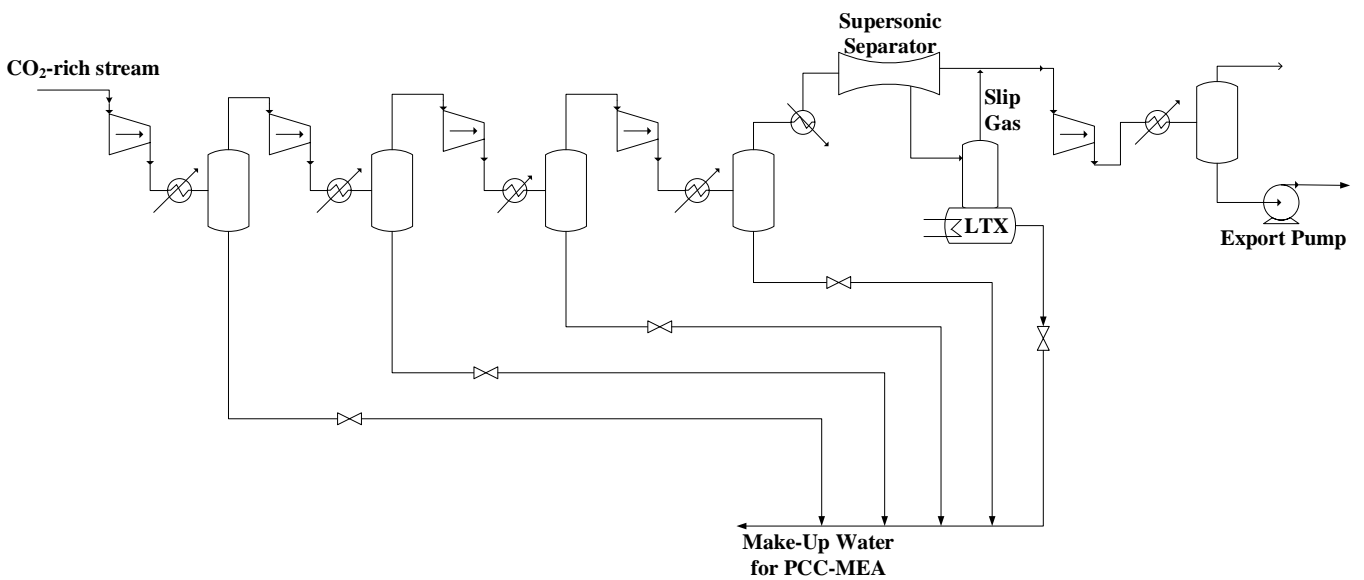 Supersonic
Separator
CO₂-rich stream
Slip
Gas
LTX
Export Pump
Make-Up Water
for PCC-MEA